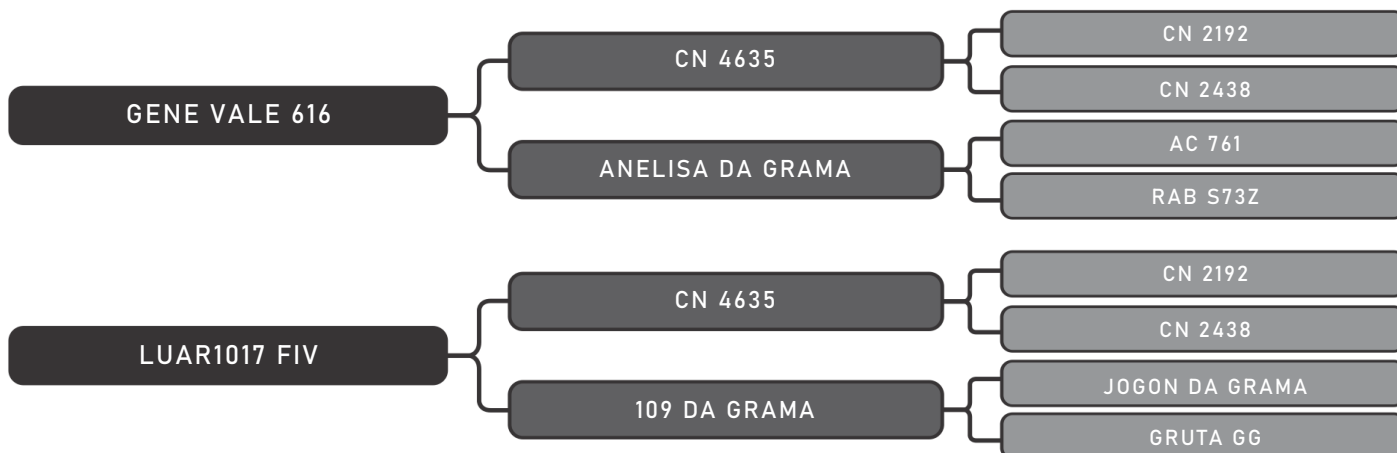 GENE VALE 616
CN 4635
CN 2192
CN 2438
ANELISA DA GRAMA
AC 761
RAB S73Z
LUAR1017 FIV
CN 4635
CN 2192
CN 2438
109 DA GRAMA
JOGON DA GRAMA
GRUTA GG